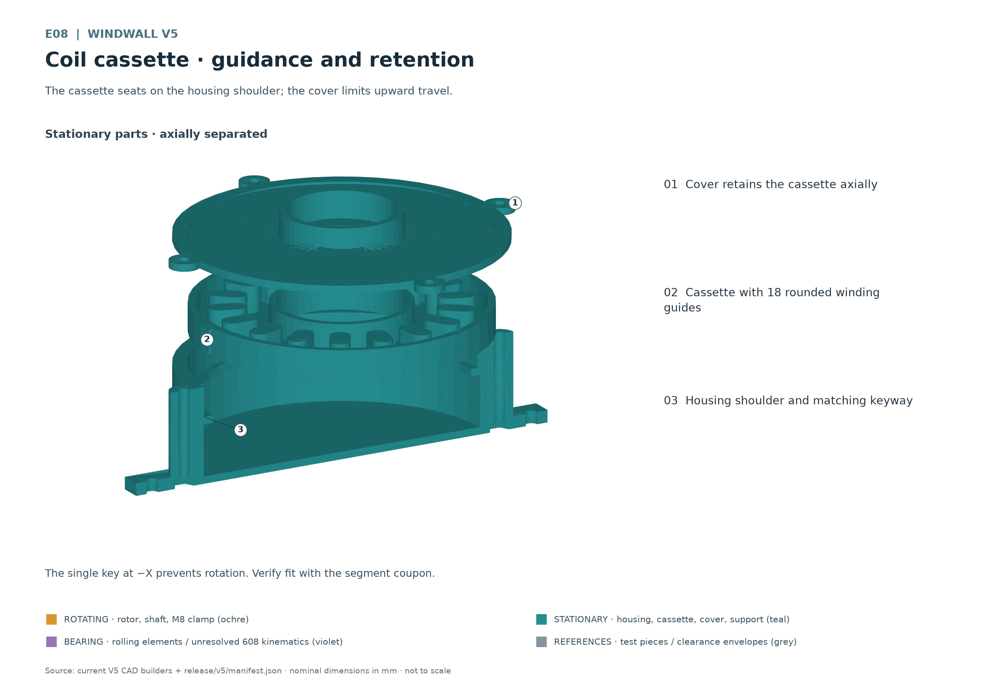 E08 | WINDWALL V5
Coil cassette · guidance and retention
The cassette seats on the housing shoulder; the cover limits upward travel.
Stationary parts · axially separated
1
2
3
01 Cover retains the cassette axially
02 Cassette with 18 rounded winding
guides
03 Housing shoulder and matching keyway
The single key at −X prevents rotation. Verify fit with the segment coupon.
ROTATING · rotor, shaft, M8 clamp (ochre)
STATIONARY · housing, cassette, cover, support (teal)
BEARING · rolling elements / unresolved 608 kinematics (violet)
REFERENCES · test pieces / clearance envelopes (grey)
Source: current V5 CAD builders + release/v5/manifest.json · nominal dimensions in mm · not to scale